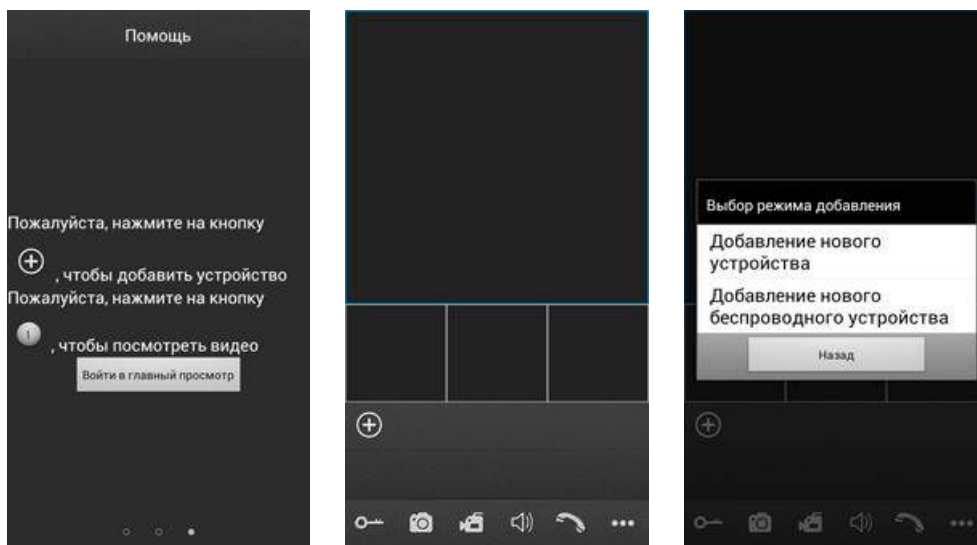 Помощь
Пожалуйста, нажмите на кнопку
, чтобы добавить устройство
Пожалуйста, нажмите на кнопку
1
, чтобы посмотреть видео
Войти в главный просмотр
Выбор режима добавления
Добавление нового
устройства
Добавление нового
беспроводного устройства
Назад